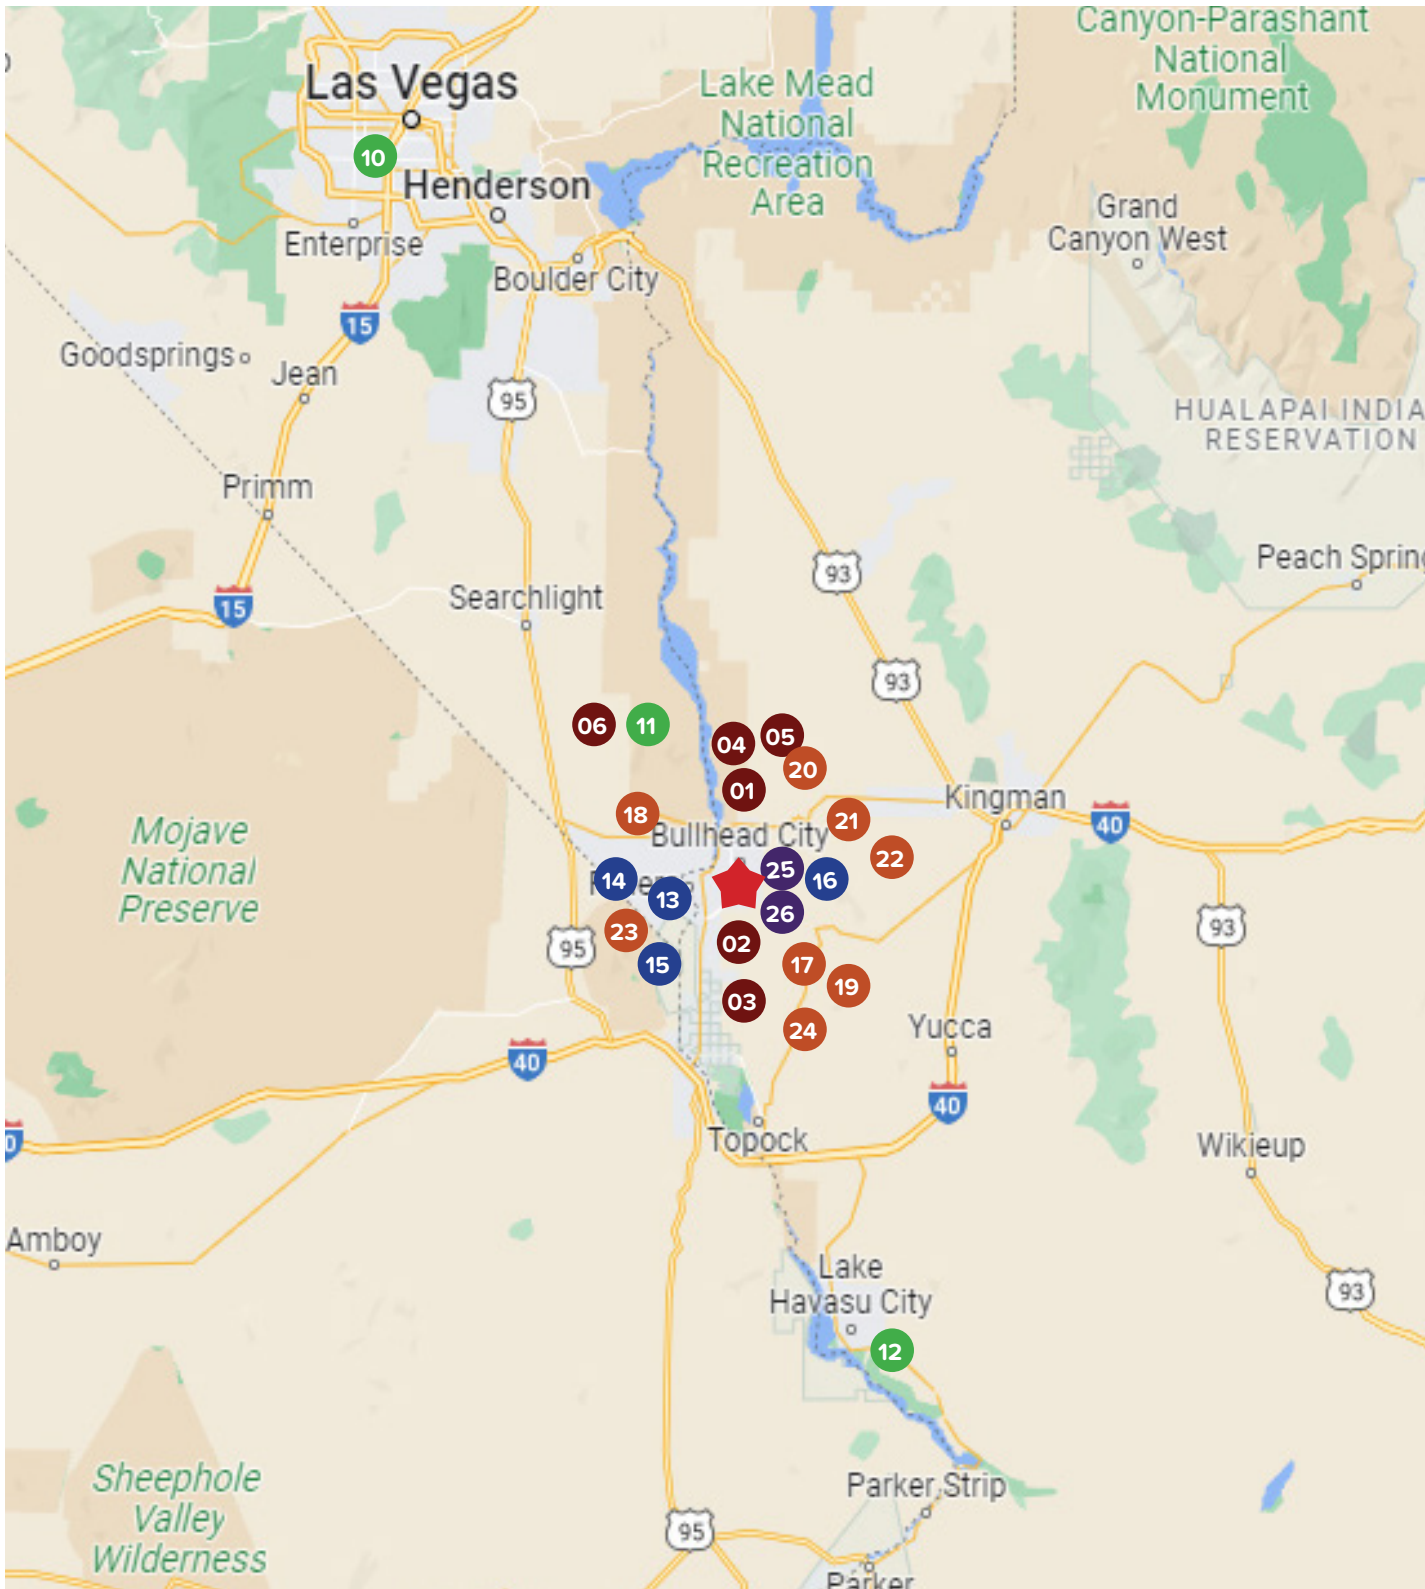 Canyon-Parashant
National
Monument
Las Vegas
Lake Mead
National
Recreation
Area
10
Henderson
Grand
Canyon West
Enterprise
Boulder City
15
Goodsprings
Jean
95
HUALAPAI INDIA
RESERVATION
Primm
93
Peach Spring
15
Searchlight
93
06
11
04
05
20
01
Kingman
18
21
40
Bullhead City
Mojave
National
Preserve
22
14
25
16
13
26
93
23
02
95
15
17
03
19
24
Yucca
40
40
0
Topock
Wikieup
Amboy
Lake
Havasu City
93
12
Sheephole
Valley
Wilderness
Parker Strip
95
Parker